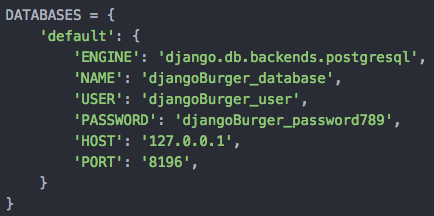 DATABASES = {
    'default': {
        'ENGINE': 'django.db.backends.postgresql',
        'NAME': 'djangoBurger_database',
        'USER': 'djangoBurger_user',
        'PASSWORD': 'djangoBurger_password789',
        'HOST': '127.0.0.1',
        'PORT': '8196',
    }
}